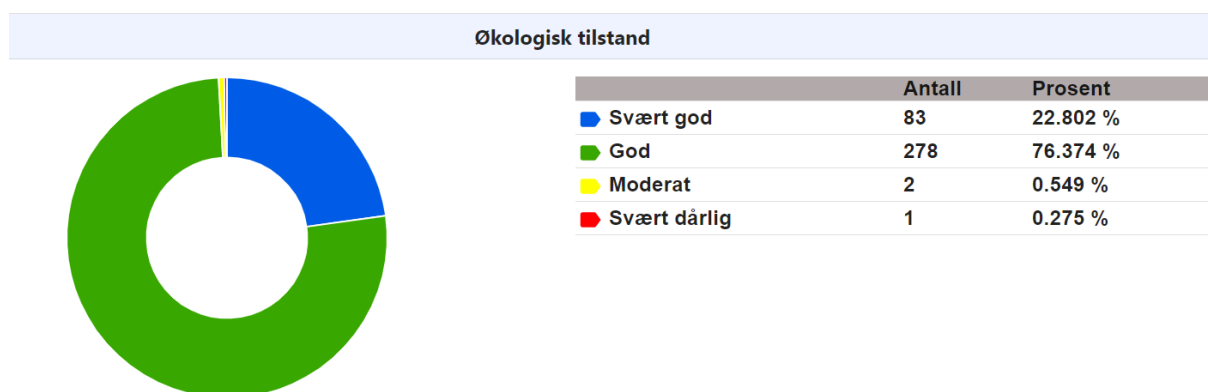 Økologisk tilstand
Antall Prosent
Svært god 83 22.802 %
God 278 76.374 %
Moderat 2 0.549 %
Svært dårlig 1 0.275 %